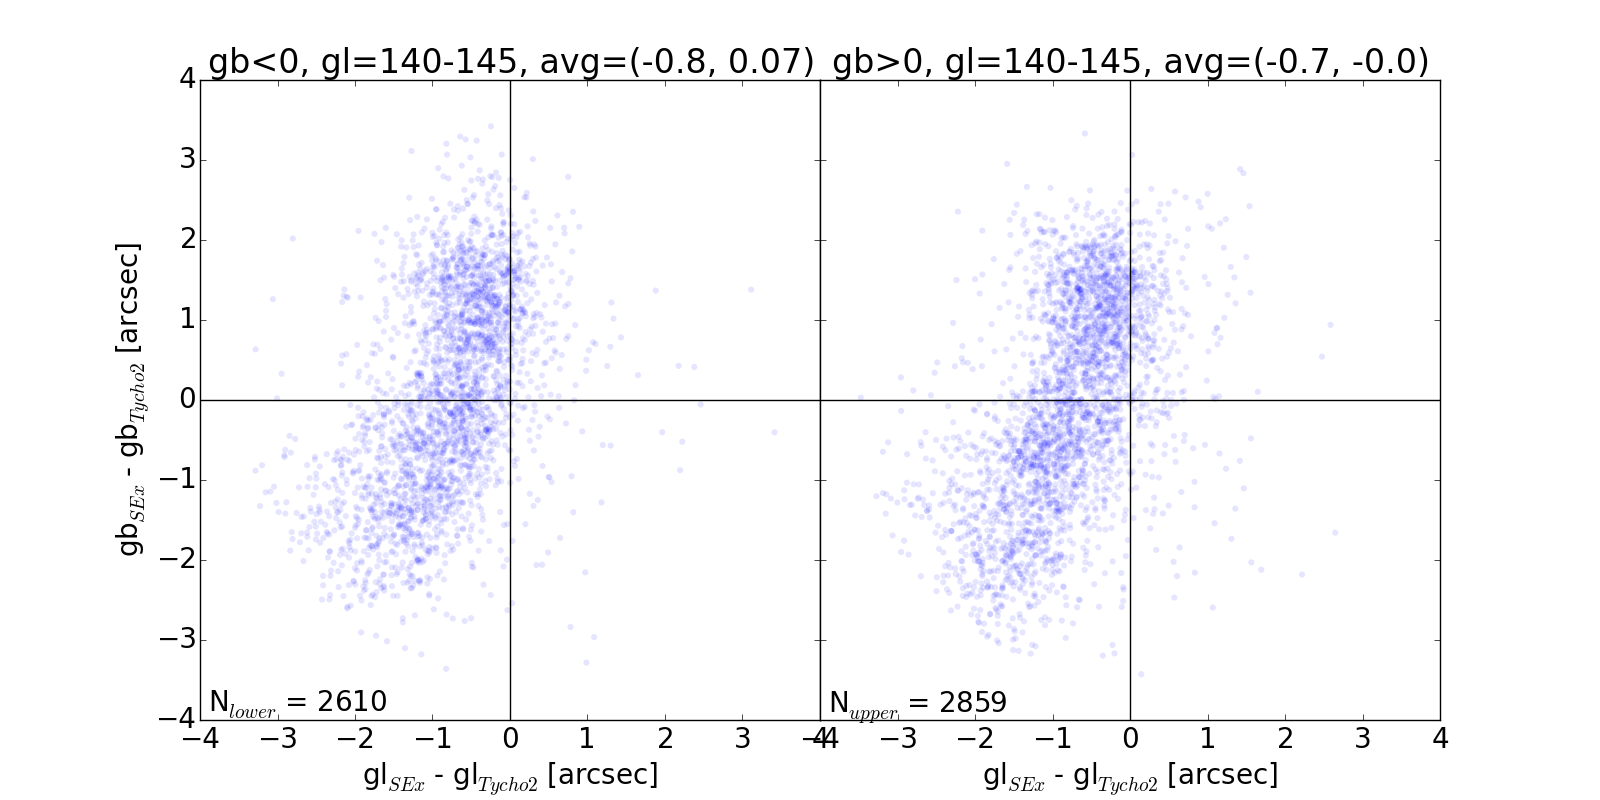 gb<0, gl=140-145, avg=(-0.8, 0.07)
gb>0, gl=140-145, avg=(-0.7, -0.0)
4
3
2
1
0
−1
−2
−3
−4
gb_SEx - gb_Tycho2 [arcsec]
N_lower = 2610
N_upper = 2859
−4 −3 −2 −1 0 1 2 3 4
−4 −3 −2 −1 0 1 2 3 4
gl_SEx - gl_Tycho2 [arcsec]
gl_SEx - gl_Tycho2 [arcsec]